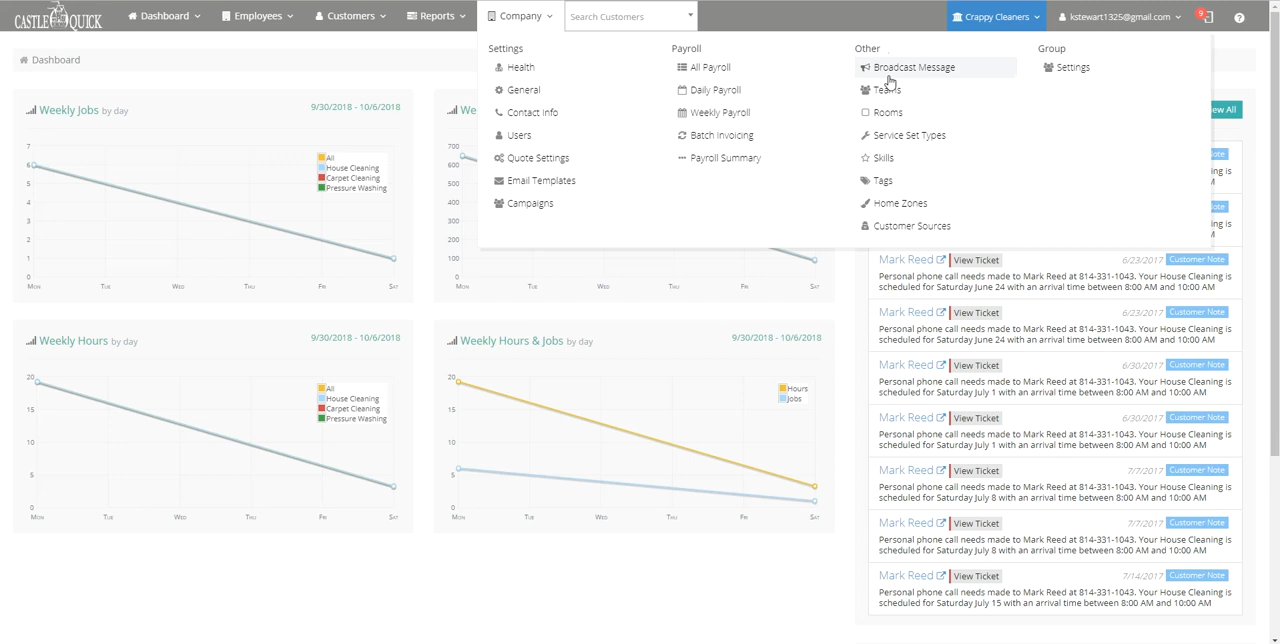 CASTLE QUICK
Dashboard
Employees
Customers
Reports
Company
Search Customers
Crappy Cleaners
kstewart1325@gmail.com
9
Settings
Health
General
Contact Info
Users
Quote Settings
Email Templates
Campaigns
Payroll
All Payroll
Daily Payroll
Weekly Payroll
Batch Invoicing
Payroll Summary
Other
Broadcast Message
Teams
Rooms
Service Set Types
Skills
Tags
Home Zones
Customer Sources
Group
Settings
Dashboard
Weekly Jobs by day
9/30/2018 - 10/6/2018
7
6
5
4
3
2
1
0
Mon Tue Wed Thu Fri Sat
All
House Cleaning
Carpet Cleaning
Pressure Washing
We
700
600
500
400
300
200
100
0
Mon Tue Wed Thu Fri Sat
Weekly Hours by day
9/30/2018 - 10/6/2018
20
15
10
5
0
Mon Tue Wed Thu Fri Sat
All
House Cleaning
Carpet Cleaning
Pressure Washing
Weekly Hours & Jobs by day
9/30/2018 - 10/6/2018
20
15
10
5
0
Mon Tue Wed Thu Fri Sat
Hours
Jobs
ew All
ote
ng is
M
ote
ng is
M
Mark Reed View Ticket 6/23/2017 Customer Note
Personal phone call needs made to Mark Reed at 814-331-1043. Your House Cleaning is
scheduled for Saturday June 24 with an arrival time between 8:00 AM and 10:00 AM
Mark Reed View Ticket 6/23/2017 Customer Note
Personal phone call needs made to Mark Reed at 814-331-1043. Your House Cleaning is
scheduled for Saturday June 24 with an arrival time between 8:00 AM and 10:00 AM
Mark Reed View Ticket 6/30/2017 Customer Note
Personal phone call needs made to Mark Reed at 814-331-1043. Your House Cleaning is
scheduled for Saturday July 1 with an arrival time between 8:00 AM and 10:00 AM
Mark Reed View Ticket 6/30/2017 Customer Note
Personal phone call needs made to Mark Reed at 814-331-1043. Your House Cleaning is
scheduled for Saturday July 1 with an arrival time between 8:00 AM and 10:00 AM
Mark Reed View Ticket 7/7/2017 Customer Note
Personal phone call needs made to Mark Reed at 814-331-1043. Your House Cleaning is
scheduled for Saturday July 8 with an arrival time between 8:00 AM and 10:00 AM
Mark Reed View Ticket 7/7/2017 Customer Note
Personal phone call needs made to Mark Reed at 814-331-1043. Your House Cleaning is
scheduled for Saturday July 8 with an arrival time between 8:00 AM and 10:00 AM
Mark Reed View Ticket 7/14/2017 Customer Note
Personal phone call needs made to Mark Reed at 814-331-1043. Your House Cleaning is
scheduled for Saturday July 15 with an arrival time between 8:00 AM and 10:00 AM